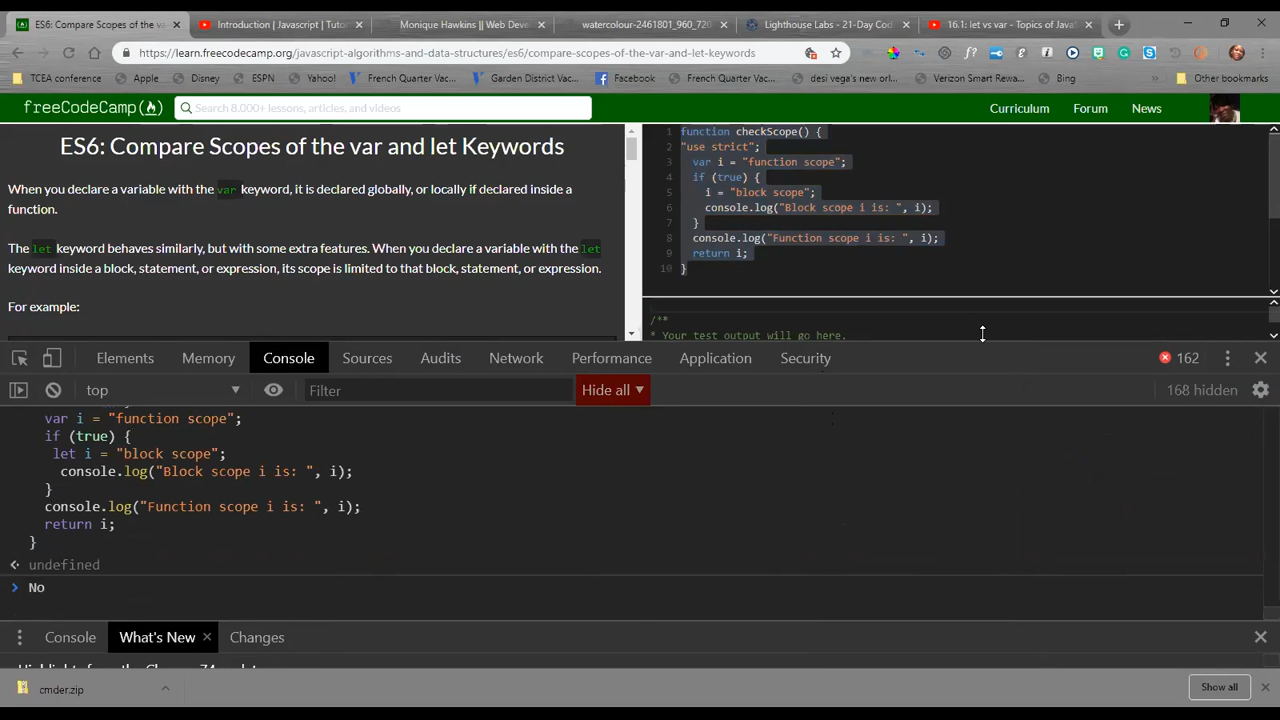 ES6: Compare Scopes of the va
Introduction | Javascript | Tutor
Monique Hawkins || Web Deve
watercolour-2461801_960_720
Lighthouse Labs - 21-Day Cod
16.1: let vs var - Topics of JavaS
https://learn.freecodecamp.org/javascript-algorithms-and-data-structures/es6/compare-scopes-of-the-var-and-let-keywords
TCEA conference
Apple
Disney
ESPN
Yahoo!
French Quarter Vac...
Garden District Vac...
Facebook
French Quarter Vac...
desi vega's new orl...
Verizon Smart Rewa...
Bing
»
Other bookmarks
freeCodeCamp
Search 8,000+ lessons, articles, and videos
Curriculum
Forum
News
ES6: Compare Scopes of the var and let Keywords
When you declare a variable with the var keyword, it is declared globally, or locally if declared inside a
function.
The let keyword behaves similarly, but with some extra features. When you declare a variable with the let
keyword inside a block, statement, or expression, its scope is limited to that block, statement, or expression.
For example:
1 function checkScope() {
2 "use strict";
3 var i = "function scope";
4 if (true) {
5 i = "block scope";
6 console.log("Block scope i is: ", i);
7 }
8 console.log("Function scope i is: ", i);
9 return i;
10 }
/**
* Your test output will go here.
Elements
Memory
Console
Sources
Audits
Network
Performance
Application
Security
162
top
Filter
Hide all
168 hidden
var i = "function scope";
if (true) {
let i = "block scope";
console.log("Block scope i is: ", i);
}
console.log("Function scope i is: ", i);
return i;
}
undefined
No
Console
What's New
Changes
cmder.zip
Show all